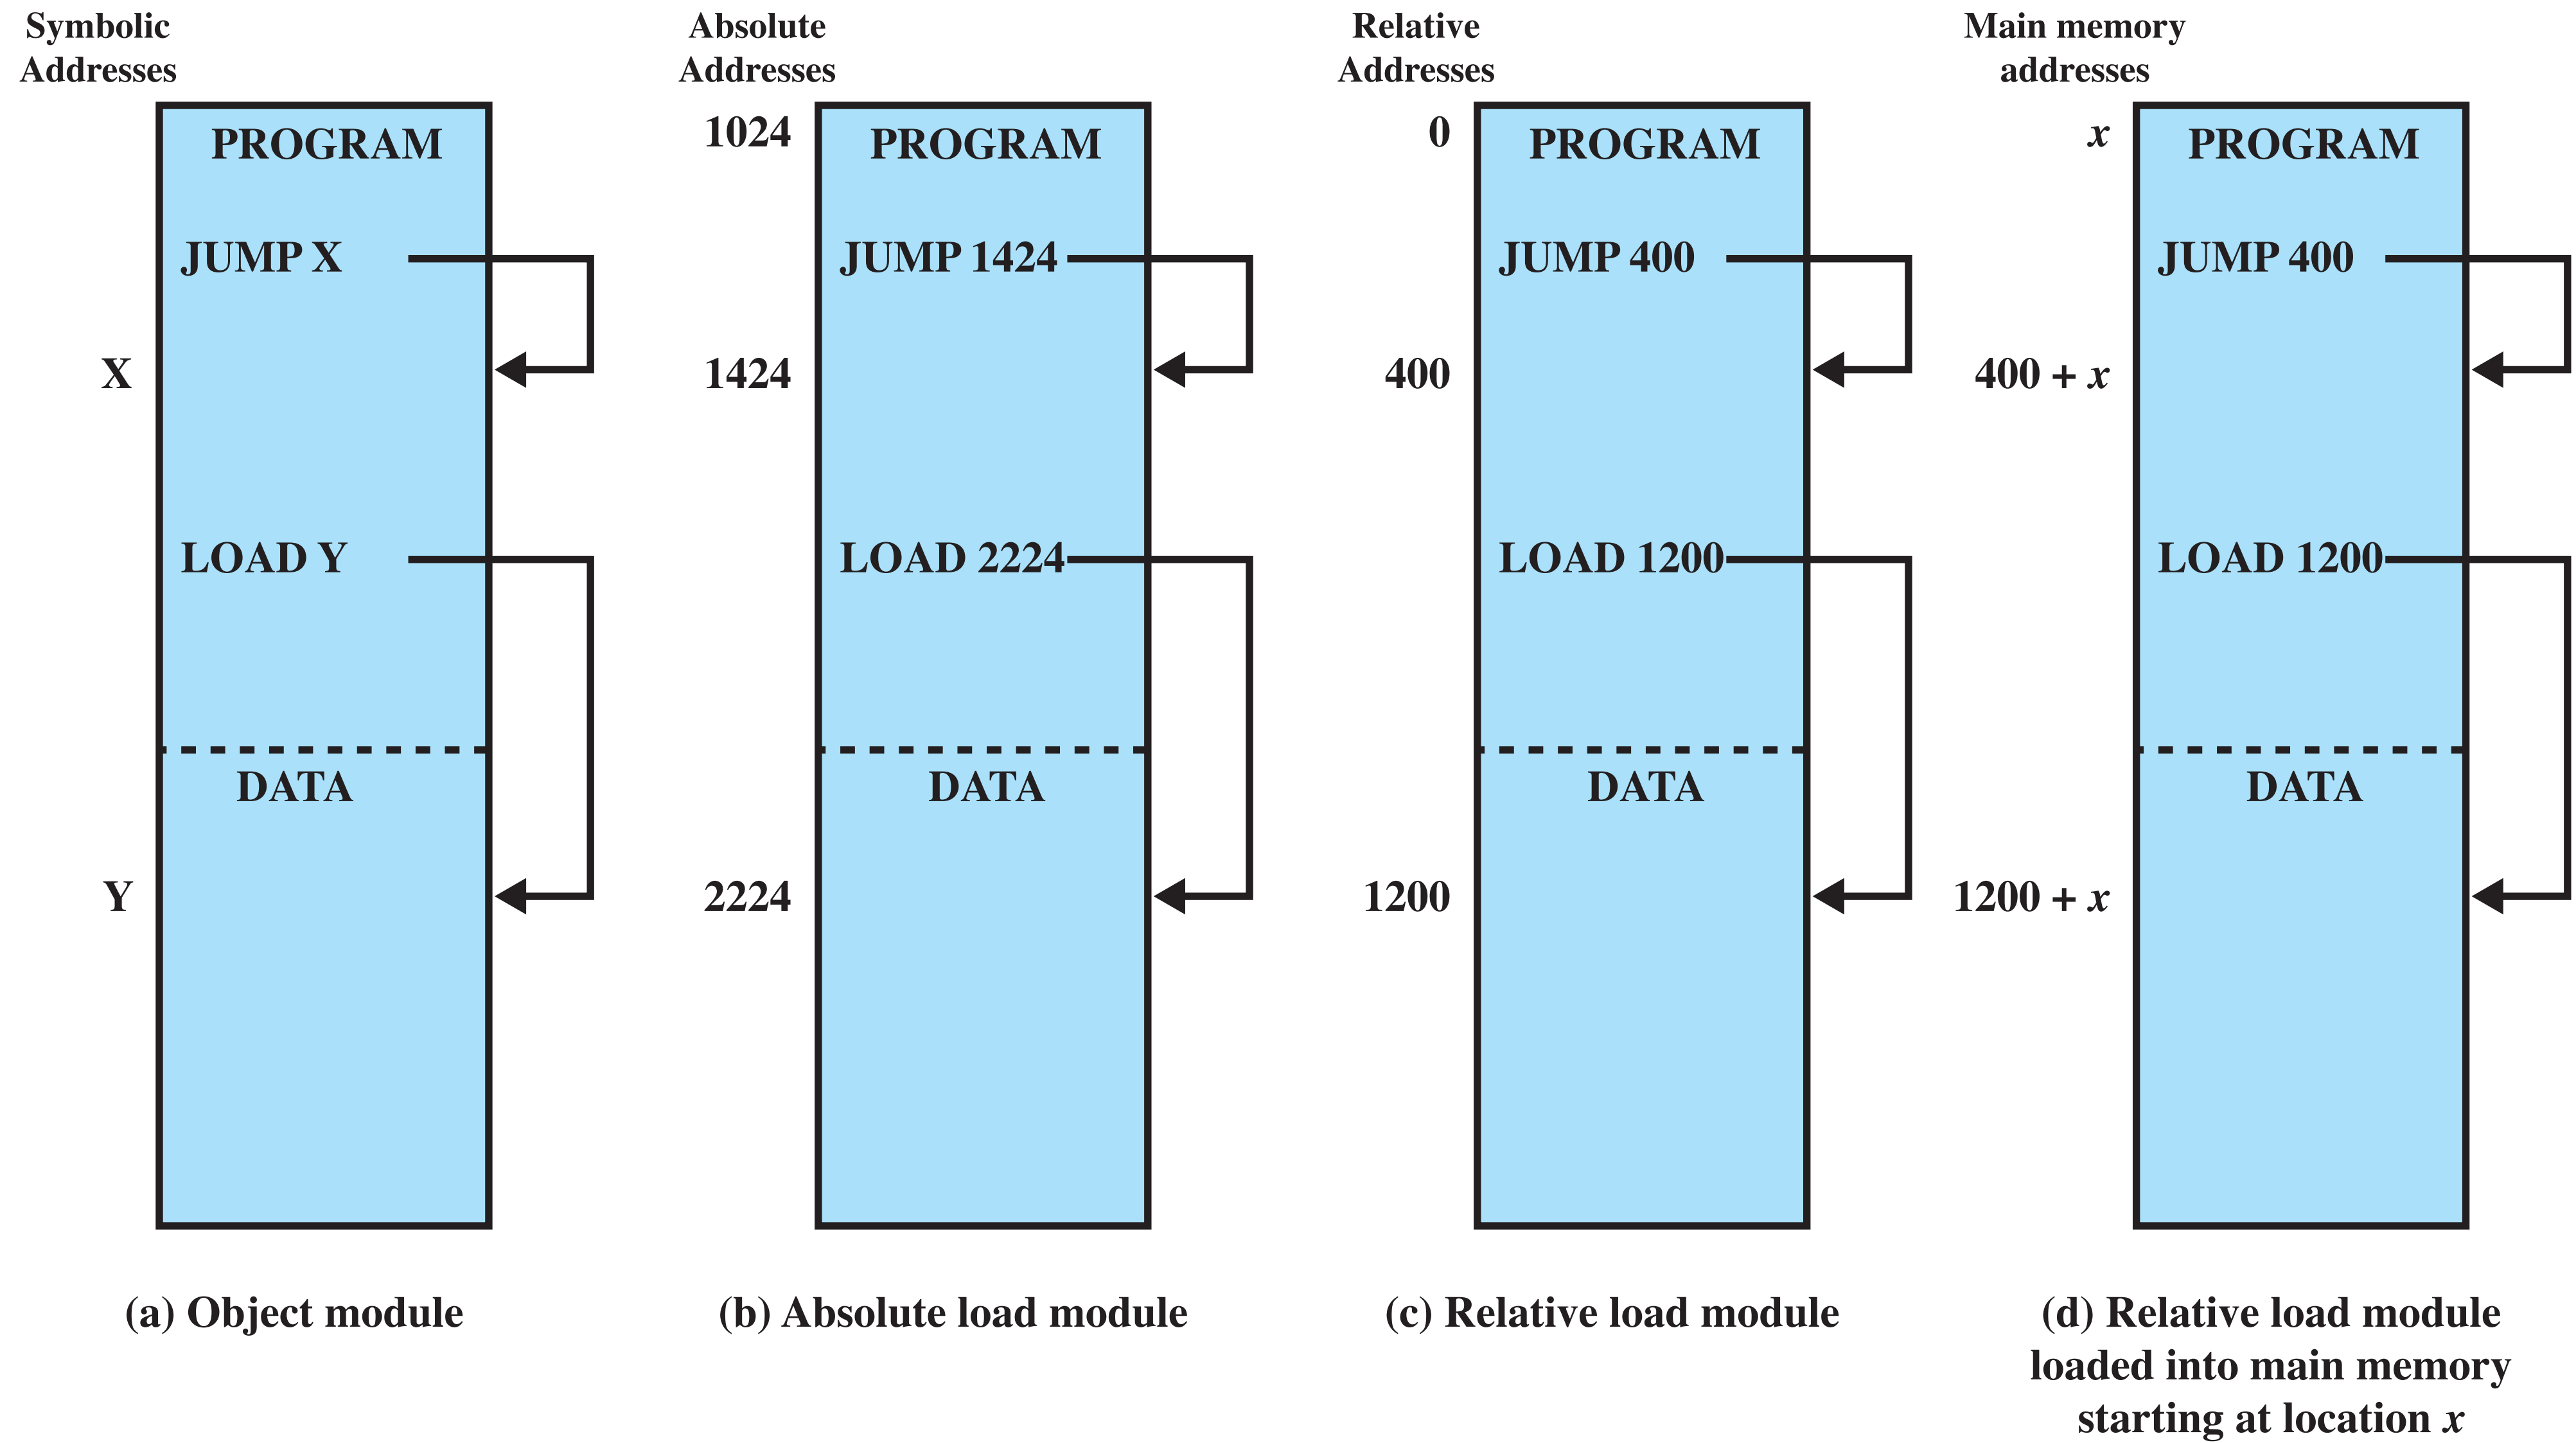 Symbolic
Addresses
PROGRAM
JUMP X
X
LOAD Y
DATA
Y
(a) Object module
Absolute
Addresses
1024
PROGRAM
JUMP 1424
1424
LOAD 2224
DATA
2224
(b) Absolute load module
Relative
Addresses
0
PROGRAM
JUMP 400
400
LOAD 1200
DATA
1200
(c) Relative load module
Main memory
addresses
x
PROGRAM
JUMP 400
400 + x
LOAD 1200
DATA
1200 + x
(d) Relative load module
loaded into main memory
starting at location x